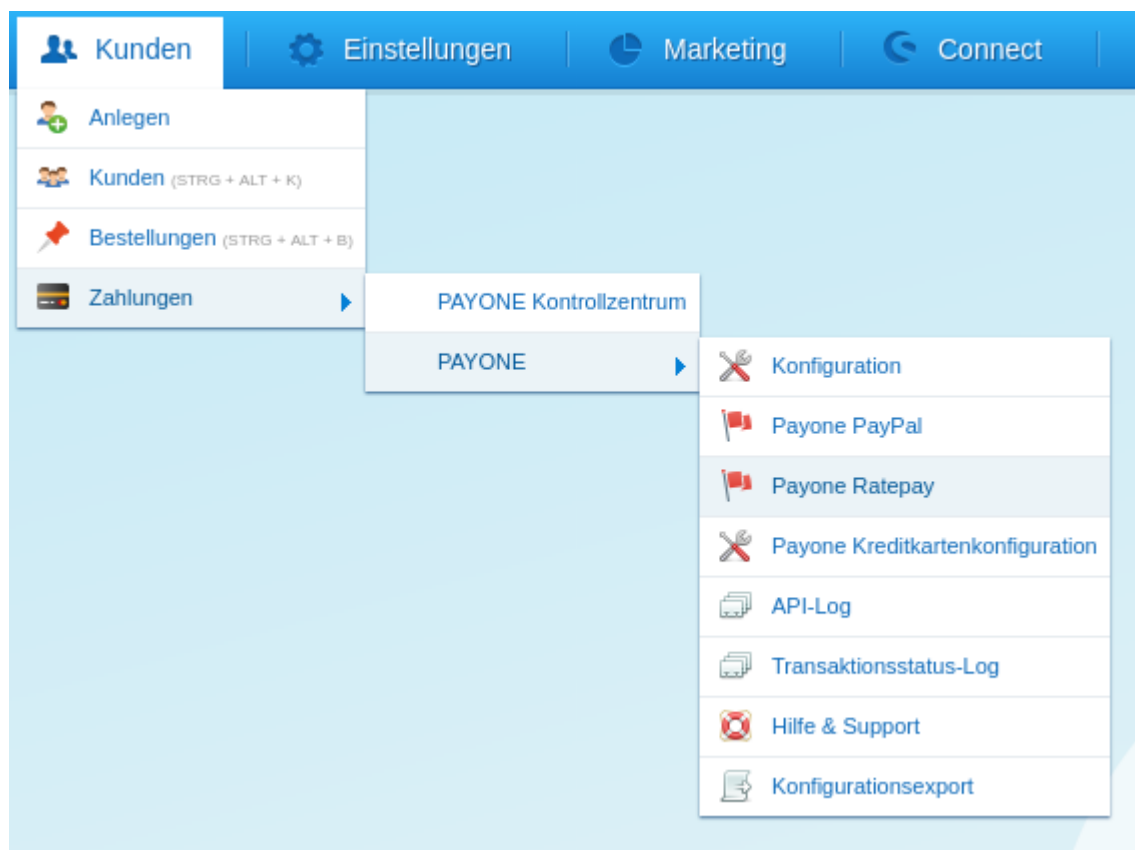 Kunden Einstellungen Marketing Connect
Anlegen
Kunden (STRG + ALT + K)
Bestellungen (STRG + ALT + B)
Zahlungen
PAYONE Kontrollzentrum
PAYONE
Konfiguration
Payone PayPal
Payone Ratepay
Payone Kreditkartenkonfiguration
API-Log
Transaktionsstatus-Log
Hilfe & Support
Konfigurationsexport